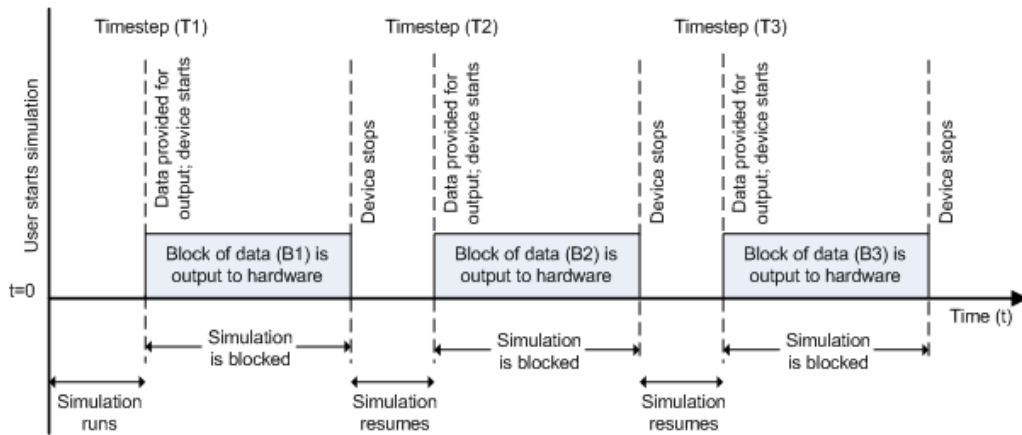 Timestep (T1)
Timestep (T2)
Timestep (T3)
User starts simulation
Data provided for
output; device starts
Device stops
Data provided for
output; device starts
Device stops
Data provided for
output; device starts
Device stops
Block of data (B1) is
output to hardware
Block of data (B2) is
output to hardware
Block of data (B3) is
output to hardware
t=0
Time (t)
Simulation
is blocked
Simulation
is blocked
Simulation
is blocked
Simulation
runs
Simulation
resumes
Simulation
resumes